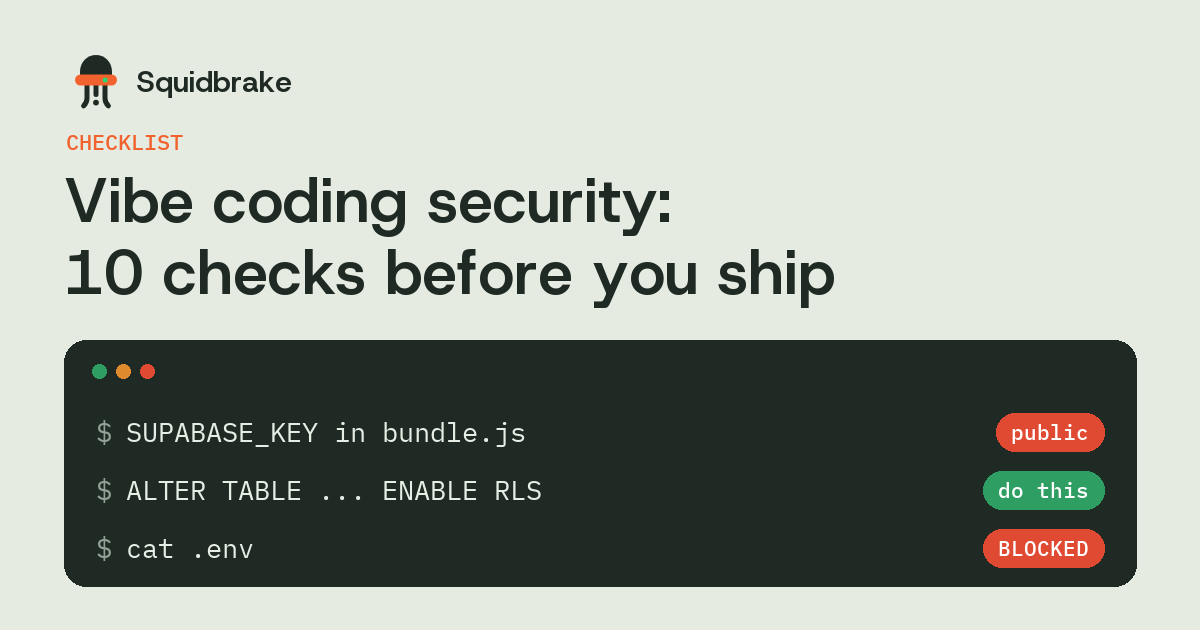 Squidbrake
CHECKLIST
Vibe coding security:
10 checks before you ship
$ SUPABASE_KEY in bundle.js public
$ ALTER TABLE ... ENABLE RLS do this
$ cat .env BLOCKED